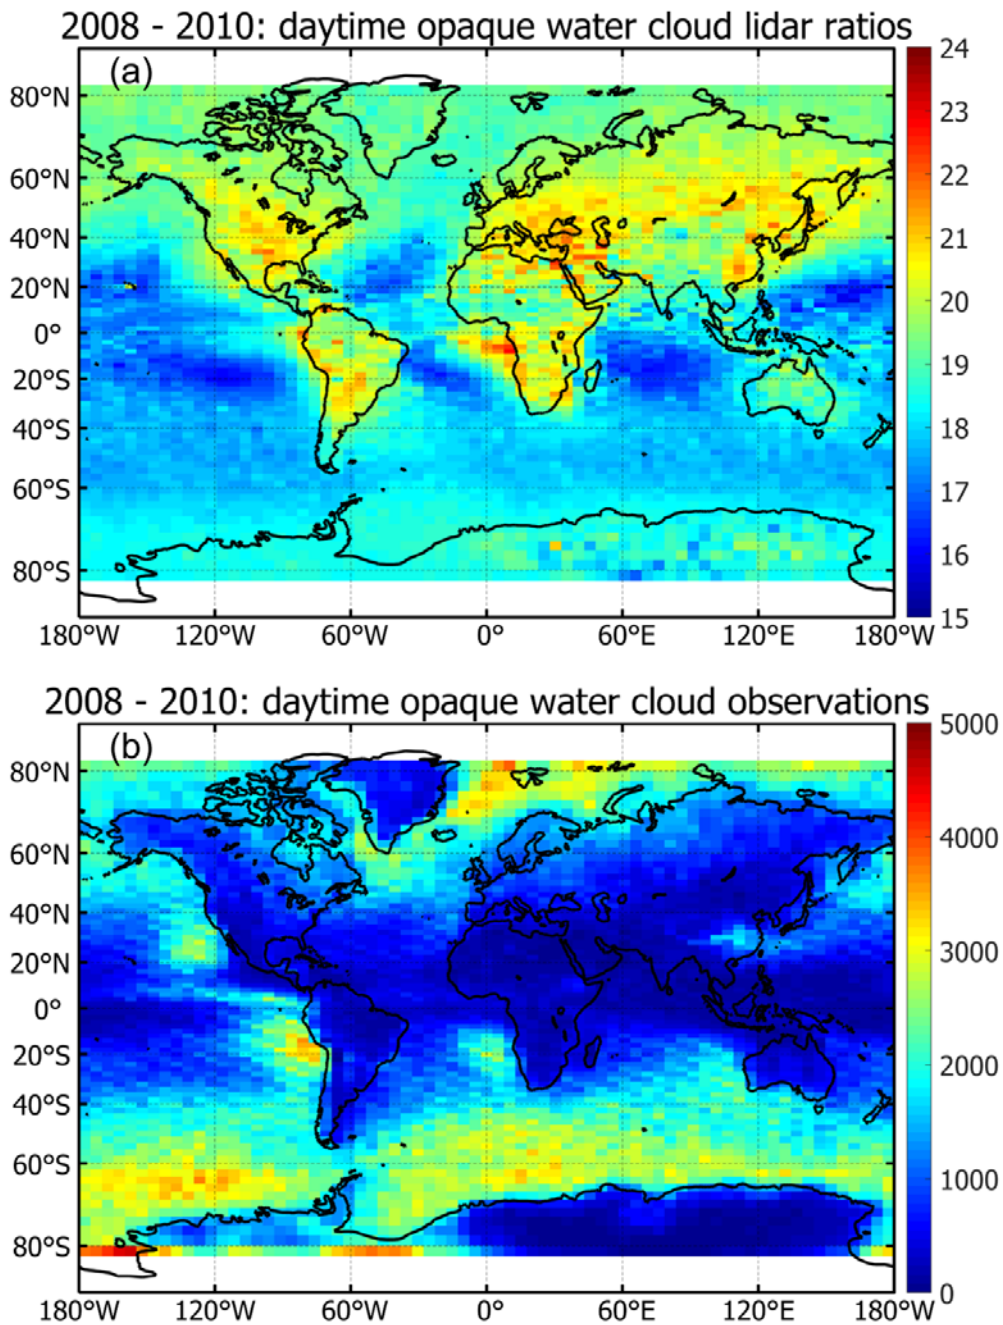 2008 - 2010: daytime opaque water cloud lidar ratios
(a)
80°N
60°N
40°N
20°N
0°
20°S
40°S
60°S
80°S
180°W 120°W 60°W 0° 60°E 120°E 180°W
24
23
22
21
20
19
18
17
16
15
2008 - 2010: daytime opaque water cloud observations
(b)
80°N
60°N
40°N
20°N
0°
20°S
40°S
60°S
80°S
180°W 120°W 60°W 0° 60°E 120°E 180°W
5000
4000
3000
2000
1000
0